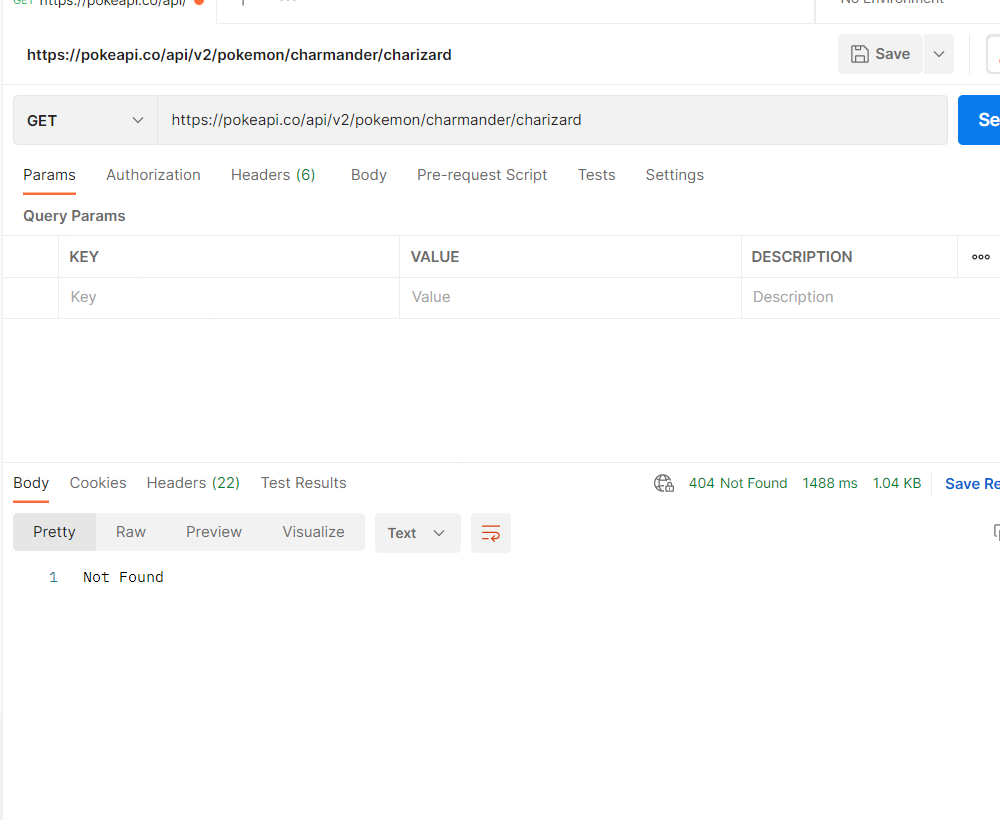 GET https://pokeapi.co/api/
No Environment
https://pokeapi.co/api/v2/pokemon/charmander/charizard
Save
GET
https://pokeapi.co/api/v2/pokemon/charmander/charizard
Params Authorization Headers (6) Body Pre-request Script Tests Settings
Query Params
KEY VALUE DESCRIPTION
Key Value Description
Body Cookies Headers (22) Test Results
404 Not Found 1488 ms 1.04 KB Save Re
Pretty Raw Preview Visualize Text
1 Not Found